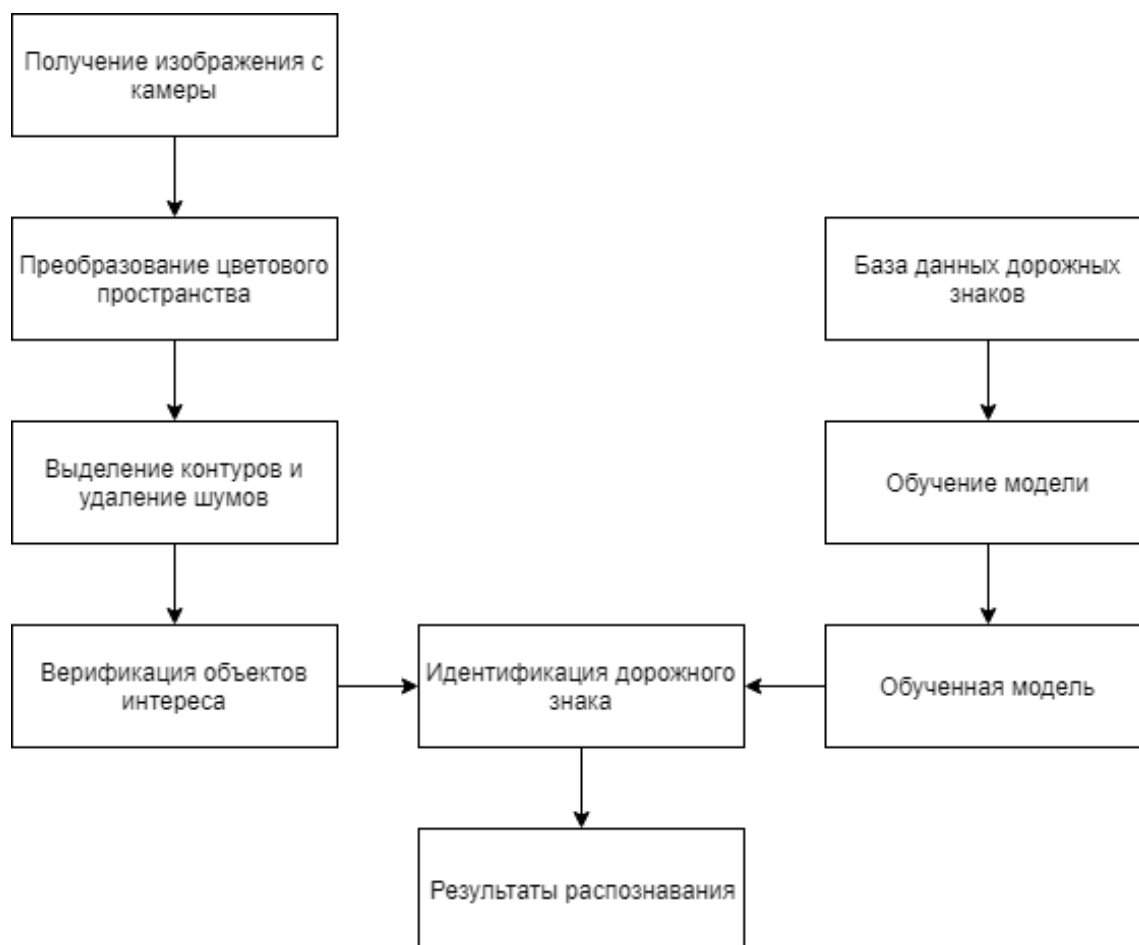 Получение изображения с
камеры
Преобразование цветового
пространства
База данных дорожных
знаков
Выделение контуров и
удаление шумов
Обучение модели
Верификация объектов
интереса
Идентификация дорожного
знака
Обученная модель
Результаты распознавания